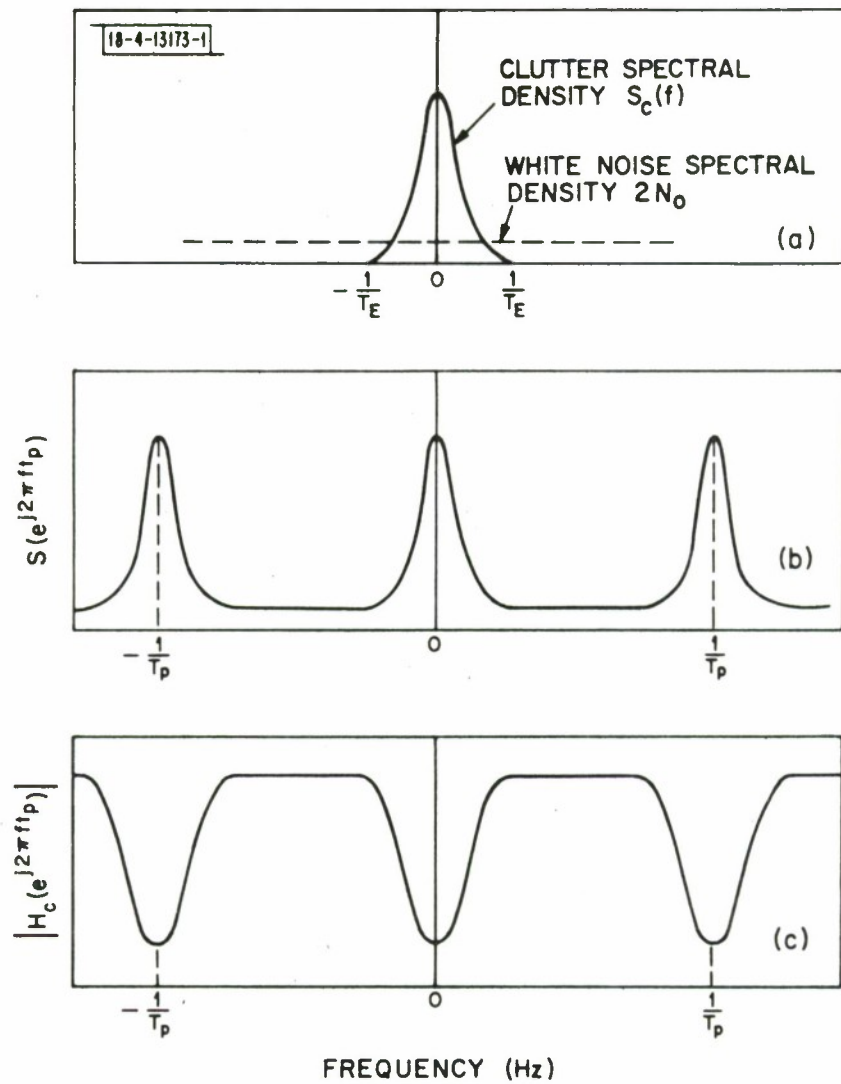 18-4-13173-1
CLUTTER SPECTRAL
DENSITY S_c(f)
WHITE NOISE SPECTRAL
DENSITY 2N_o
(a)
-1/T_E 0 1/T_E
S(e^{j2πft_p})
(b)
-1/T_p 0 1/T_p
|H_c(e^{j2πft_p})|
(c)
-1/T_p 0 1/T_p
FREQUENCY (Hz)